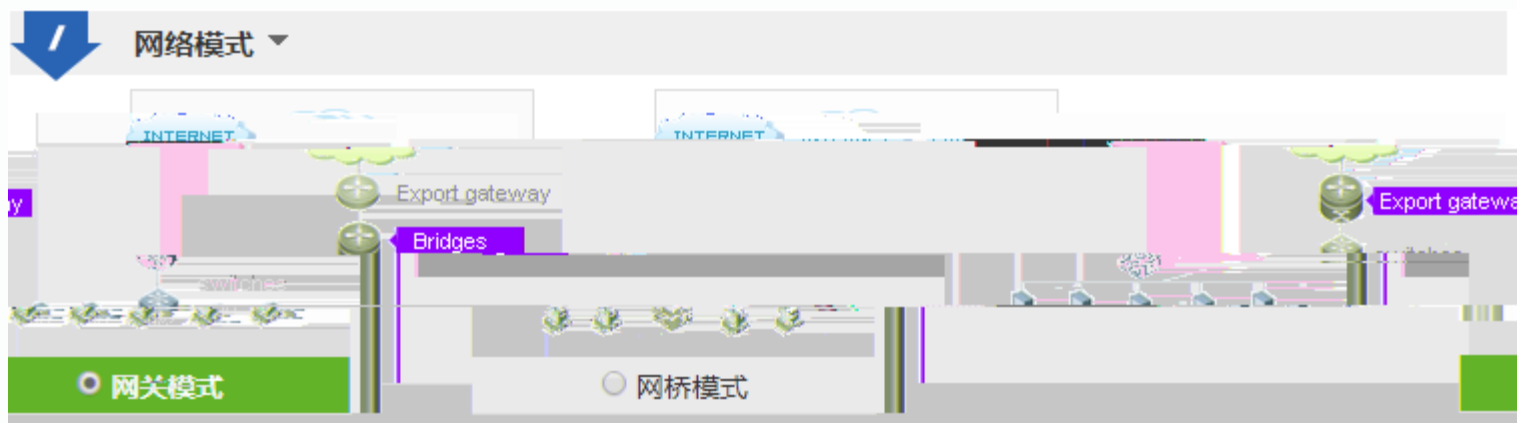 网络模式
INTERNET
INTERNET
Export gateway
Export gatewa
Bridges
switches
网关模式
网桥模式